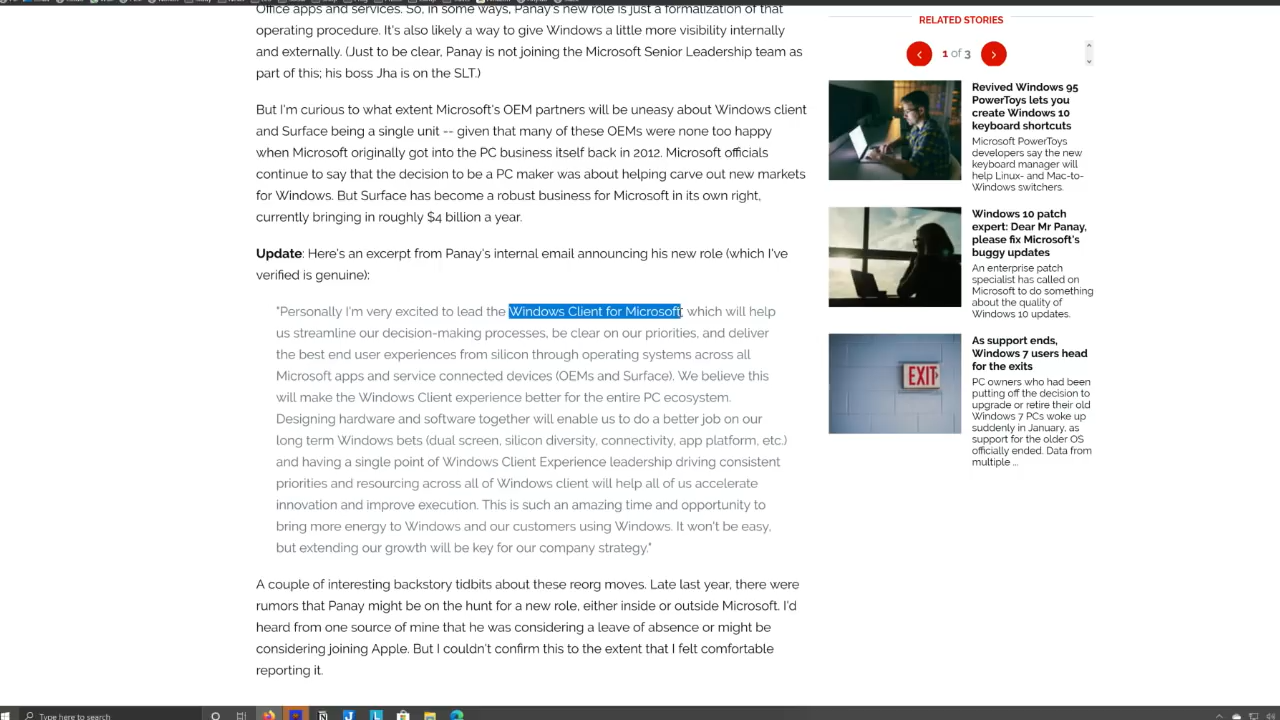 Office apps and services. So, in some ways, Panay's new role is just a formalization of that
operating procedure. It's also likely a way to give Windows a little more visibility internally
and externally. (Just to be clear, Panay is not joining the Microsoft Senior Leadership team as
part of this; his boss Jha is on the SLT.)
But I'm curious to what extent Microsoft's OEM partners will be uneasy about Windows client
and Surface being a single unit -- given that many of these OEMs were none too happy
when Microsoft originally got into the PC business itself back in 2012. Microsoft officials
continue to say that the decision to be a PC maker was about helping carve out new markets
for Windows. But Surface has become a robust business for Microsoft in its own right,
currently bringing in roughly $4 billion a year.
Update: Here's an excerpt from Panay's internal email announcing his new role (which I've
verified is genuine):
"Personally I'm very excited to lead the Windows Client for Microsoft, which will help
us streamline our decision-making processes, be clear on our priorities, and deliver
the best end user experiences from silicon through operating systems across all
Microsoft apps and service connected devices (OEMs and Surface). We believe this
will make the Windows Client experience better for the entire PC ecosystem.
Designing hardware and software together will enable us to do a better job on our
long term Windows bets (dual screen, silicon diversity, connectivity, app platform, etc.)
and having a single point of Windows Client Experience leadership driving consistent
priorities and resourcing across all of Windows client will help all of us accelerate
innovation and improve execution. This is such an amazing time and opportunity to
bring more energy to Windows and our customers using Windows. It won't be easy,
but extending our growth will be key for our company strategy."
A couple of interesting backstory tidbits about these reorg moves. Late last year, there were
rumors that Panay might be on the hunt for a new role, either inside or outside Microsoft. I'd
heard from one source of mine that he was considering a leave of absence or might be
considering joining Apple. But I couldn't confirm this to the extent that I felt comfortable
reporting it.
RELATED STORIES
1 of 3
Revived Windows 95
PowerToys lets you
create Windows 10
keyboard shortcuts
Microsoft PowerToys
developers say the new
keyboard manager will
help Linux- and Mac-to-
Windows switchers.
Windows 10 patch
expert: Dear Mr Panay,
please fix Microsoft's
buggy updates
An enterprise patch
specialist has called on
Microsoft to do something
about the quality of
Windows 10 updates.
EXIT
As support ends,
Windows 7 users head
for the exits
PC owners who had been
putting off the decision to
upgrade or retire their old
Windows 7 PCs woke up
suddenly in January, as
support for the older OS
officially ended. Data from
multiple ...
Type here to search